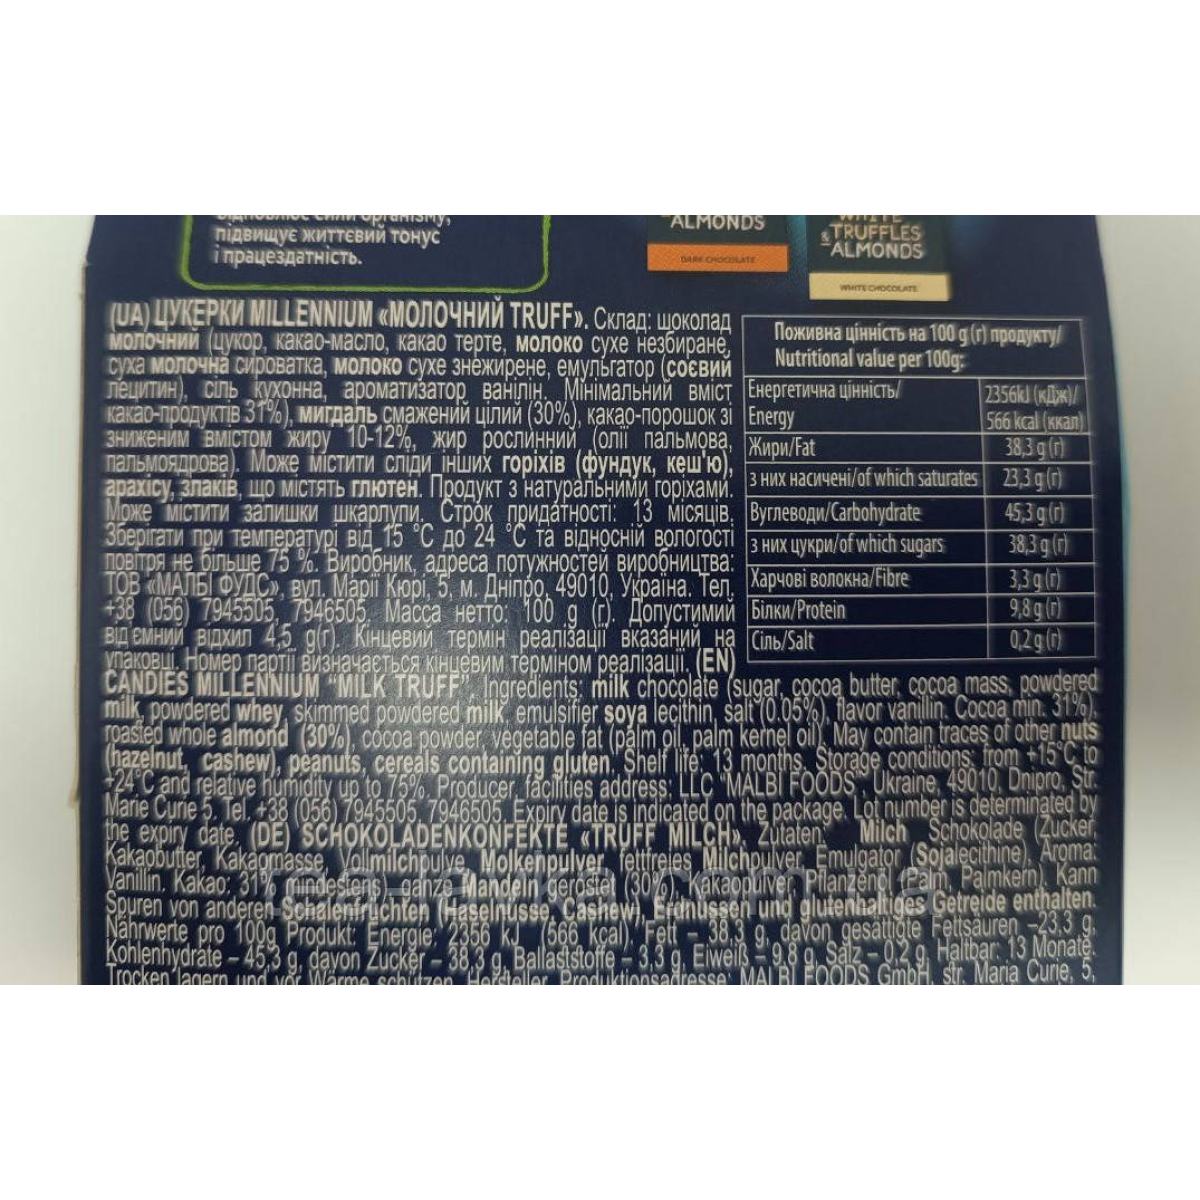 підвищує життєвий тонус
і працездатність.
ALMONDS
DARK CHOCOLATE
WHITE
& TRUFFLES
ALMONDS
WHITE CHOCOLATE
(UA) ЦУКЕРКИ MILLENNIUM «МОЛОЧНИЙ TRUFF». Склад: шоколад
молочний (цукор, какао-масло, какао терте, молоко сухе незбиране,
суха молочна сироватка, молоко сухе знежирене, емульгатор (соєвий
лецитин), сіль кухонна, ароматизатор ванілін. Мінімальний вміст
какао-продуктів 31%), мигдаль смажений цілий (30%), какао-порошок зі
зниженим вмістом жиру 10-12%, жир рослинний (олії пальмова,
пальмоядрова). Може містити сліди інших горіхів (фундук, кеш'ю),
арахісу, злаків, що містять глютен. Продукт з натуральними горіхами.
Може містити залишки шкарлупи. Строк придатності: 13 місяців.
Зберігати при температурі від 15 °C до 24 °C та відносній вологості
повітря не більше 75 %. Виробник, адреса потужностей виробництва:
ТОВ «МАЛБІ ФУДС», вул. Марії Кюрі, 5, м. Дніпро, 49010, Україна. Тел.
+38 (056) 7945505, 7946505. Масса нетто: 100 g (г). Допустимий
від'ємний відхил 4,5 g(г). Кінцевий термін реалізації вказаний на
упаковці. Номер партії визначається кінцевим терміном реалізації. (EN)
CANDIES MILLENNIUM "MILK TRUFF". Ingredients: milk chocolate (sugar, cocoa butter, cocoa mass, powdered
milk, powdered whey, skimmed powdered milk, emulsifier soya lecithin, salt (0.05%), flavor vanillin. Cocoa min. 31%),
roasted whole almond (30%), cocoa powder, vegetable fat (palm oil, palm kernel oil). May contain traces of other nuts
(hazelnut, cashew), peanuts, cereals containing gluten. Shelf life: 13 months. Storage conditions: from +15°C to
+24°C and relative humidity up to 75%. Producer, facilities address: LLC "MALBI FOODS", Ukraine, 49010, Dnipro, Str.
Marie Curie 5, Tel. +38 (056) 7945505, 7946505. Expiry date is indicated on the package. Lot number is determined by
the expiry date. (DE) SCHOKOLADENKONFEKTE «TRUFF MILCH». Zutaten: Milch Schokolade (Zucker,
Kakaobutter, Kakaomasse, Vollmilchpulve, Molkenpulver, fettfreies Milchpulver, Emulgator (Sojalecithine), Aroma:
Vanillin. Kakao: 31% mindestens, ganze Mandeln geröstet (30%), Kakaopulver, Pflanzenfett (Palm, Palmkern). Kann
Spuren von anderen Schalenfrüchten (Haselnüsse, Cashew), Erdnüssen und glutenhaltiges Getreide enthalten.
Nährwerte pro 100g Produkt: Energie: 2356 kJ (566 kcal), Fett – 38,3 g, davon gesättigte Fettsäuren –23,3 g,
Kohlenhydrate – 45,3 g, davon Zucker – 38,3 g, Ballaststoffe – 3,3 g, Eiweiß – 9,8 g, Salz – 0,2 g. Haltbar: 13 Monate.
Trocken lagern und vor Wärme schützen. Hersteller, Produktionsadresse: MALBI FOODS GmbH, str. Maria Curie, 5,
Поживна цінність на 100 g (г) продукту/
Nutritional value per 100g:
Енергетична цінність/ 2356kJ (кДж)/
Energy 566 kcal (ккал)
Жири/Fat 38,3 g (г)
з них насичені/of which saturates 23,3 g (г)
Вуглеводи/Carbohydrate 45,3 g (г)
з них цукри/of which sugars 38,3 g (г)
Харчові волокна/Fibre 3,3 g (г)
Білки/Protein 9,8 g (г)
Сіль/Salt 0,2 g (г)